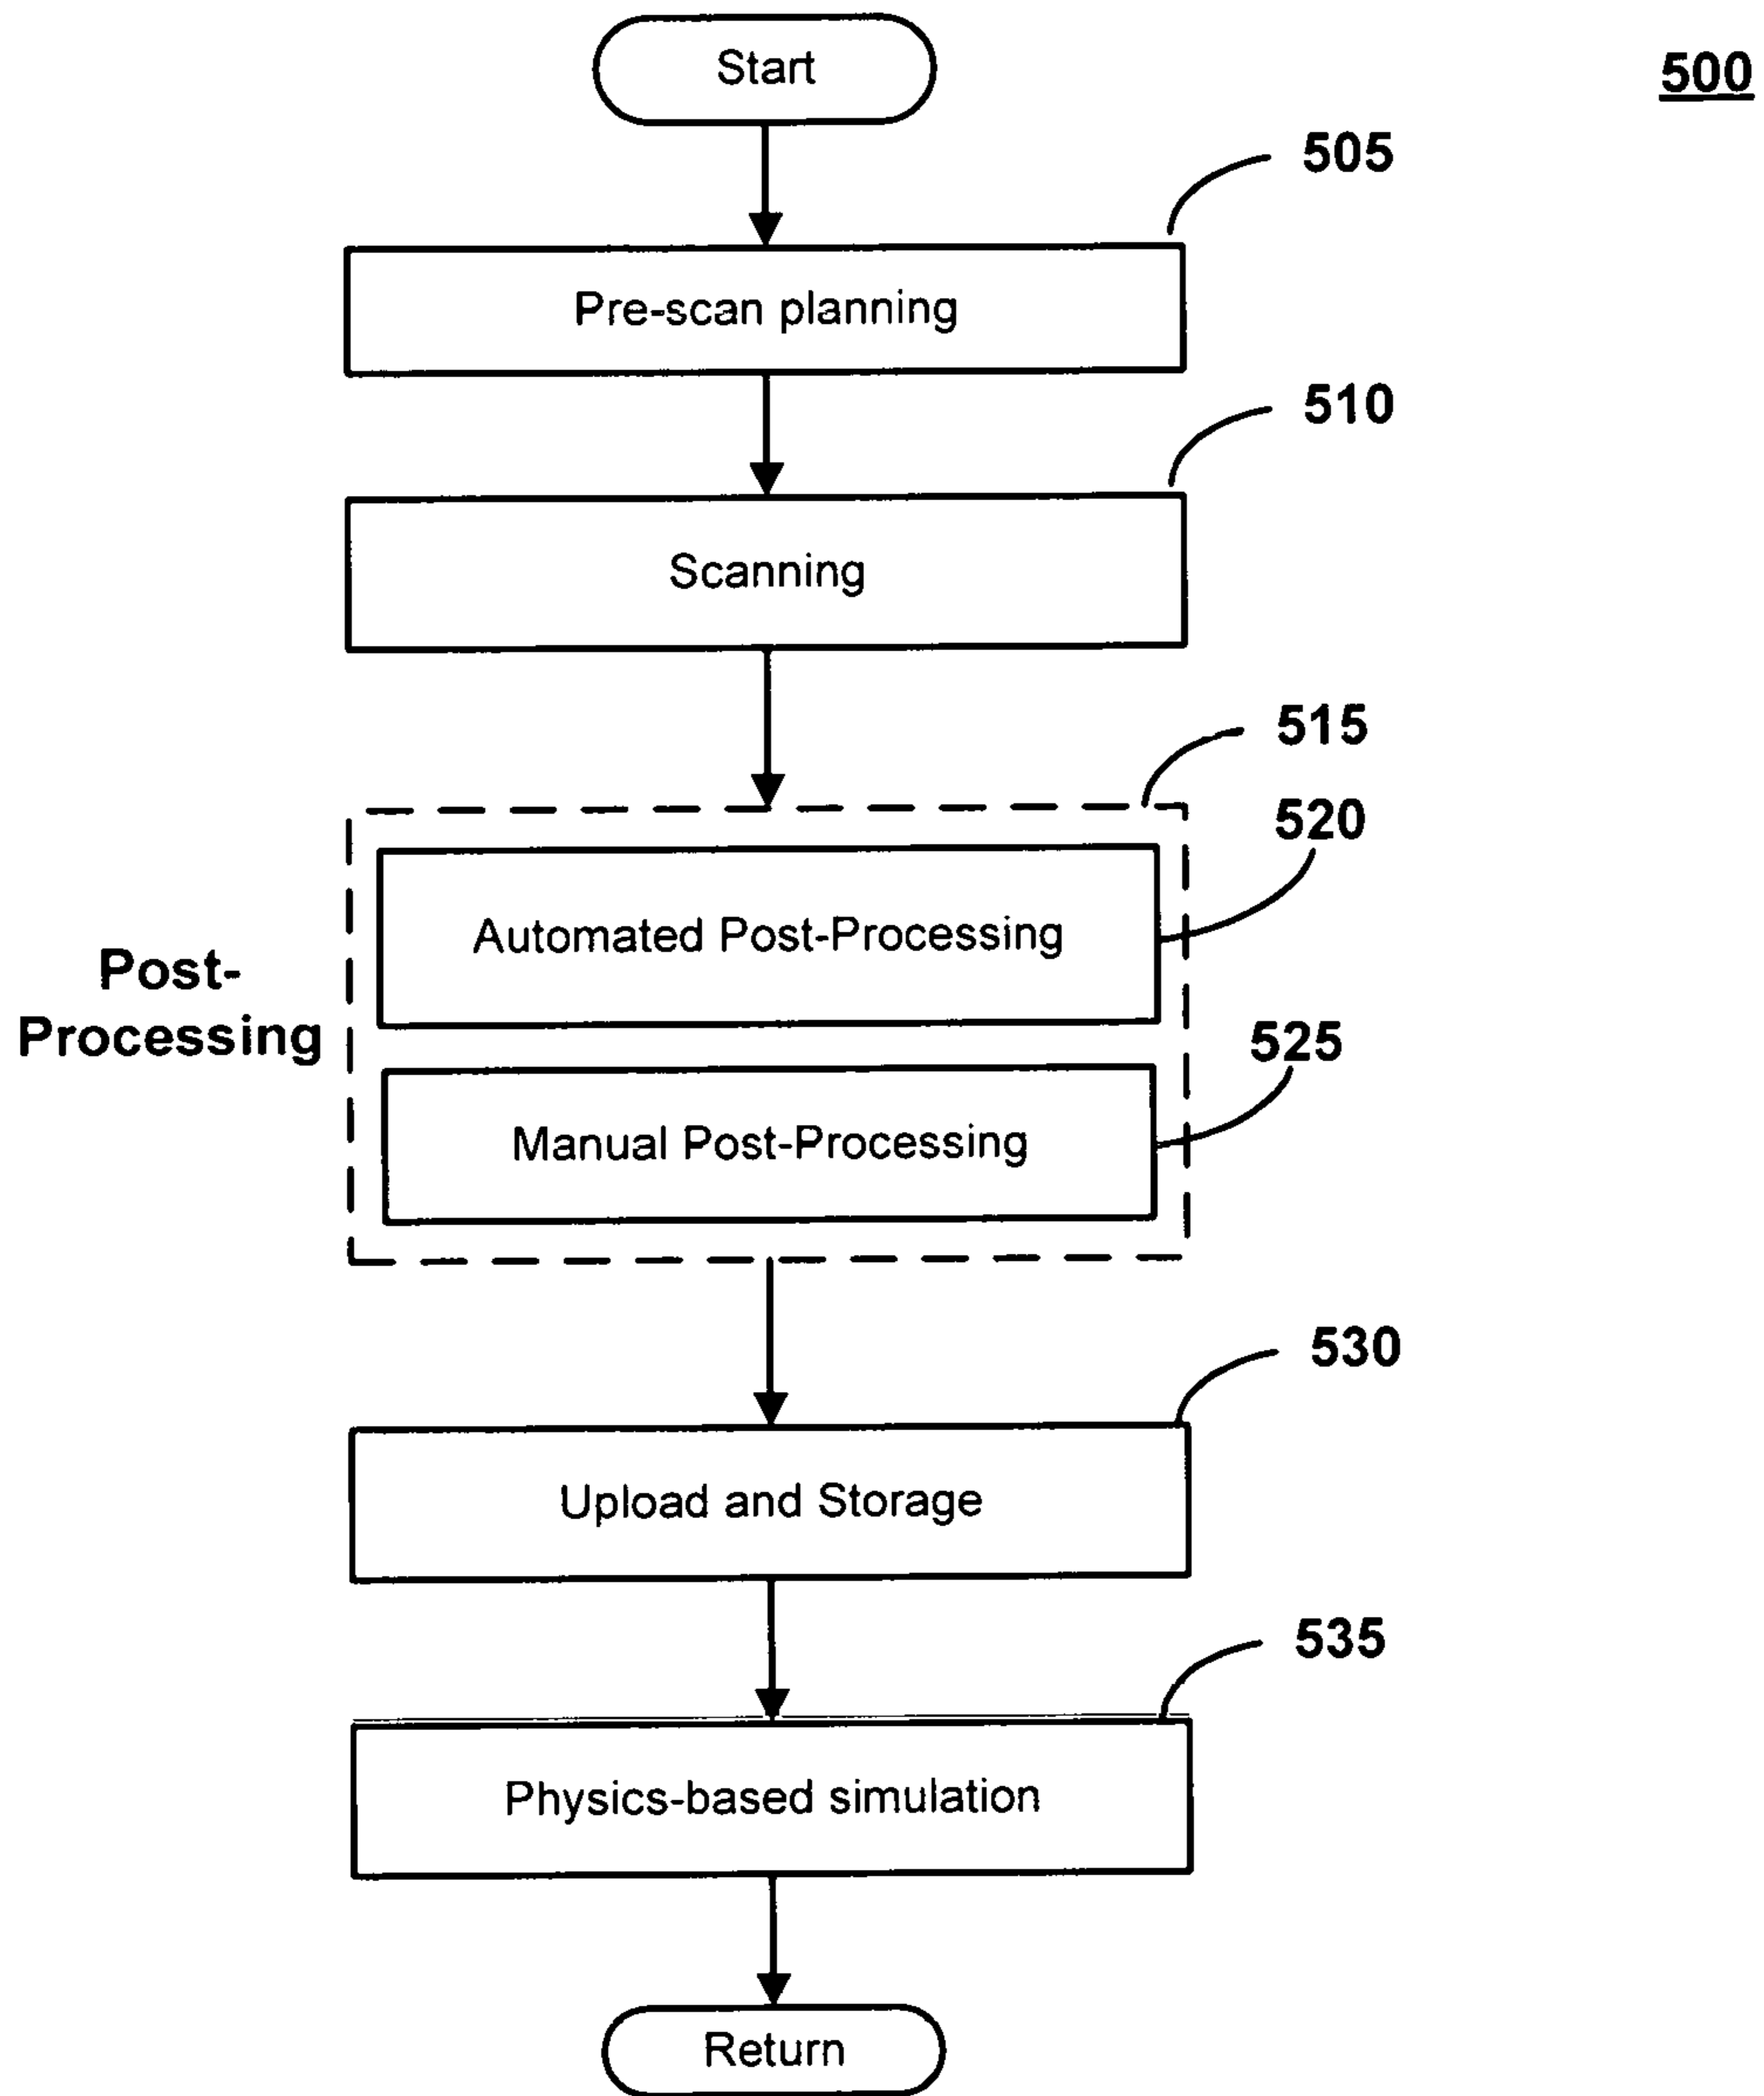 Start
500
505
Pre-scan planning
510
Scanning
515
520
Automated Post-Processing
Post-
Processing
525
Manual Post-Processing
530
Upload and Storage
535
Physics-based simulation
Return